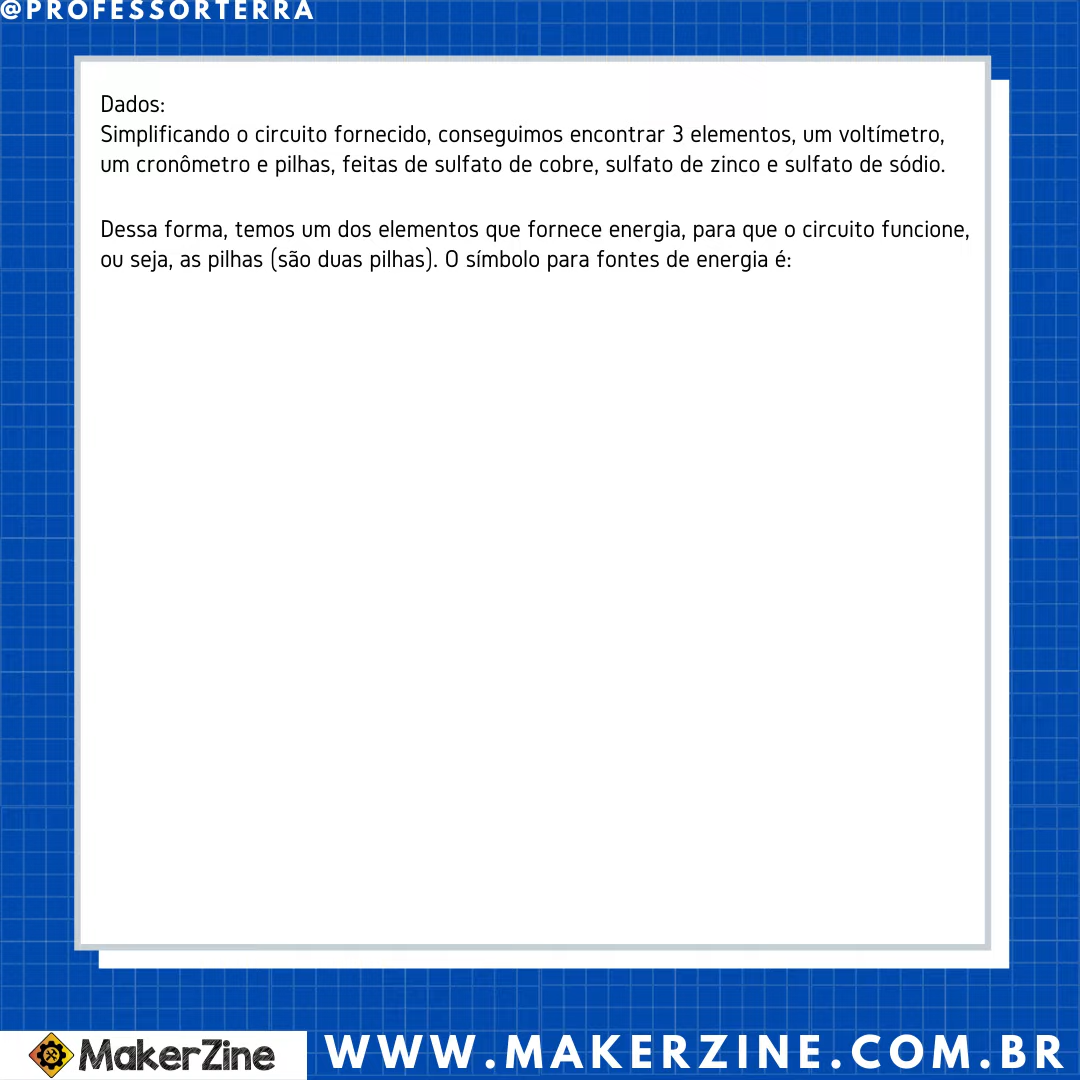 @PROFESSORTERRA
Dados:
Simplificando o circuito fornecido, conseguimos encontrar 3 elementos, um voltímetro,
um cronômetro e pilhas, feitas de sulfato de cobre, sulfato de zinco e sulfato de sódio.
Dessa forma, temos um dos elementos que fornece energia, para que o circuito funcione,
ou seja, as pilhas (são duas pilhas). O símbolo para fontes de energia é:
MakerZine
WWW.MAKERZINE.COM.BR